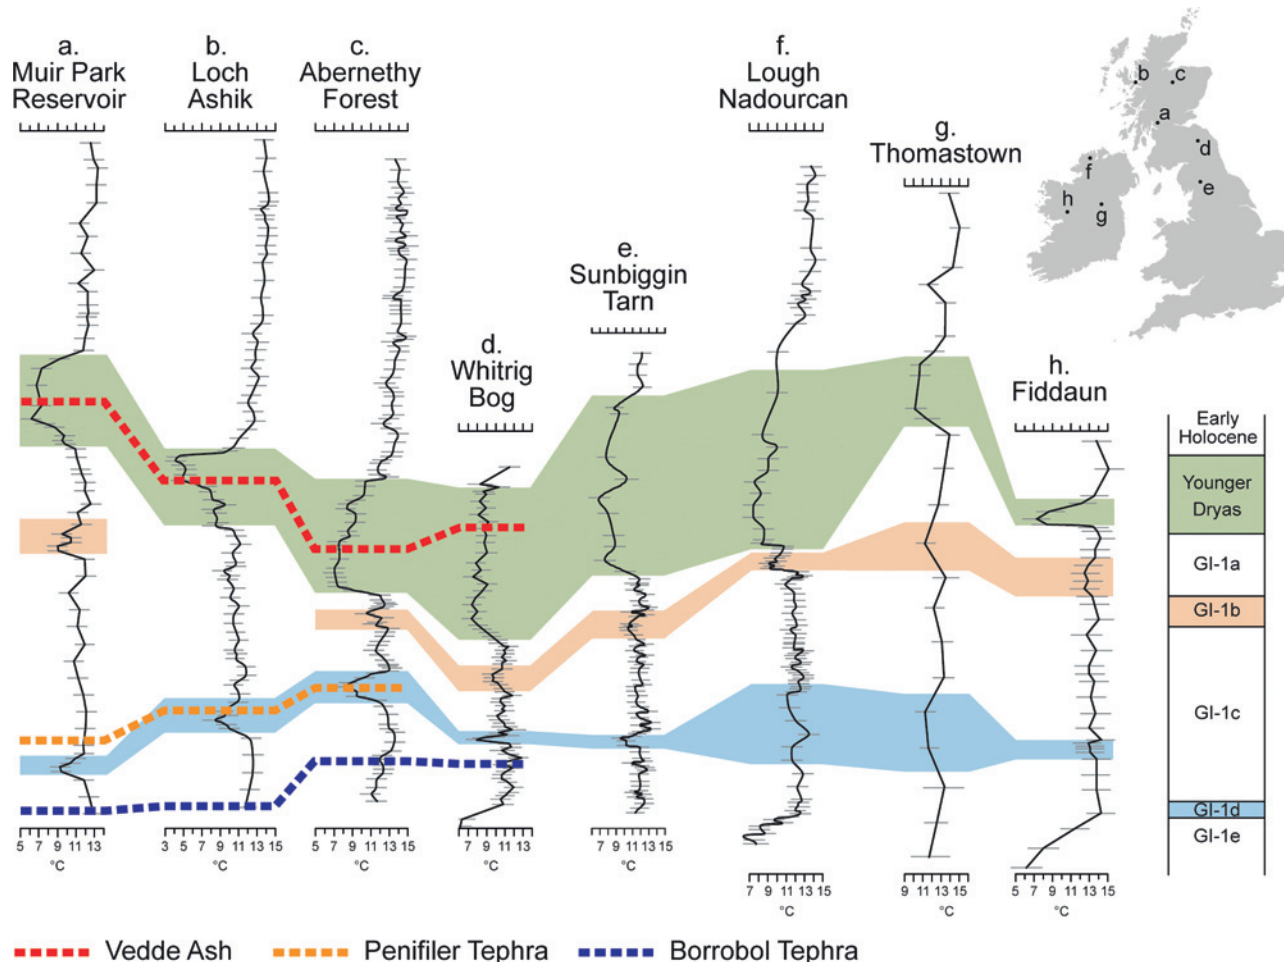 a.
Muir Park
Reservoir
b.
Loch
Ashik
c.
Abernethy
Forest
d.
Whitrig
Bog
e.
Sunbiggin
Tarn
f.
Lough
Nadourcan
g.
Thomastown
h.
Fiddaun
b
c
a
d
f
e
h
g
Early
Holocene
Younger
Dryas
GI-1a
GI-1b
GI-1c
GI-1d
GI-1e
5 7 9 11 13
°C
3 5 7 9 11 13 15
°C
5 7 9 11 13 15
°C
7 9 11 13
°C
7 9 11 13 15
°C
7 9 11 13 15
°C
9 11 13 15
5 7 9 11 13 15
°C
Vedde Ash
Penifiler Tephra
Borrobol Tephra